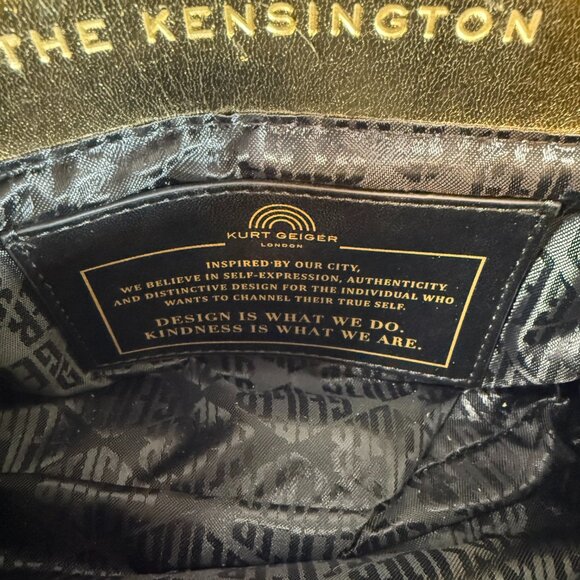 THE KENSINGTON
KURT GEIGER
LONDON
INSPIRED BY OUR CITY,
WE BELIEVE IN SELF-EXPRESSION, AUTHENTICITY
AND DISTINCTIVE DESIGN FOR THE INDIVIDUAL WHO
WANTS TO CHANNEL THEIR TRUE SELF.
DESIGN IS WHAT WE DO.
KINDNESS IS WHAT WE ARE.